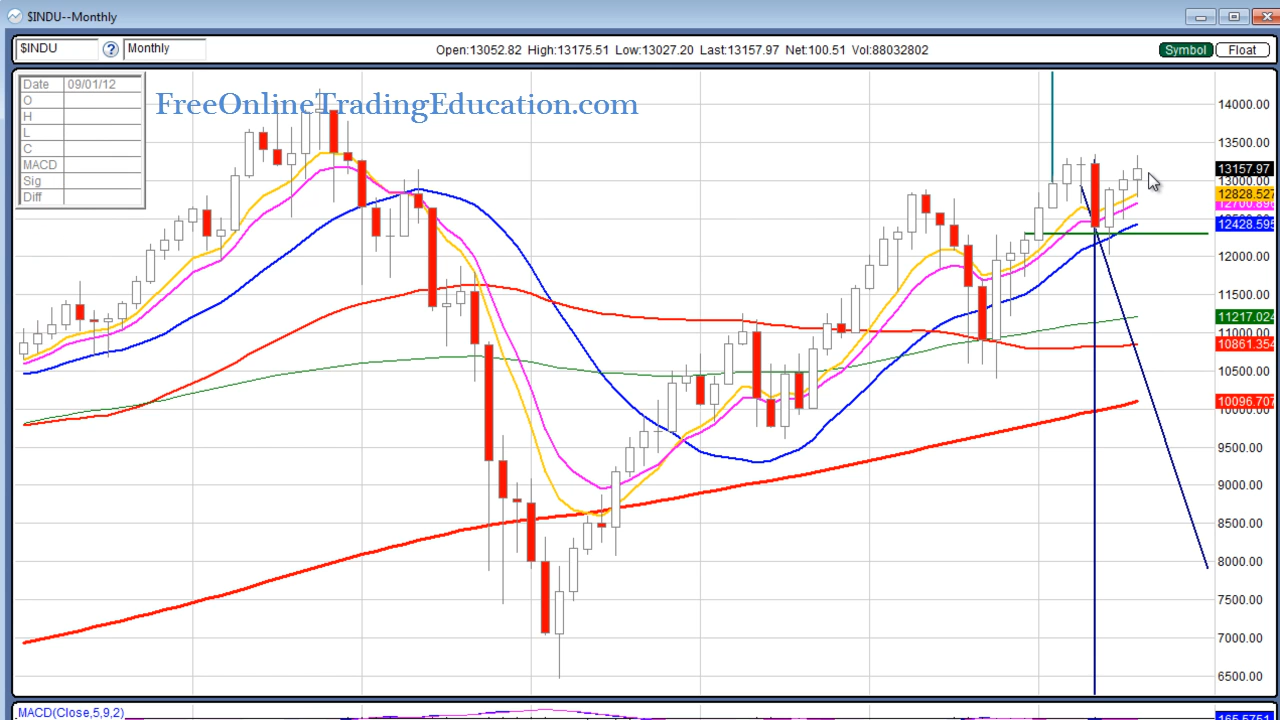 $INDU--Monthly
$INDU ? Monthly Open:13052.82 High:13175.51 Low:13027.20 Last:13157.97 Net:100.51 Vol:88032802 Symbol Float
Date 09/01/12
O
H
L
C
MACD
Sig
Diff
FreeOnlineTradingEducation.com
14000.00
13500.00
13157.97
13000.00
12828.527
12428.595
12000.00
11500.00
11217.024
11000.00
10861.354
10500.00
10096.707
10000.00
9500.00
9000.00
8500.00
8000.00
7500.00
7000.00
6500.00
MACD(Close,5,9,2)